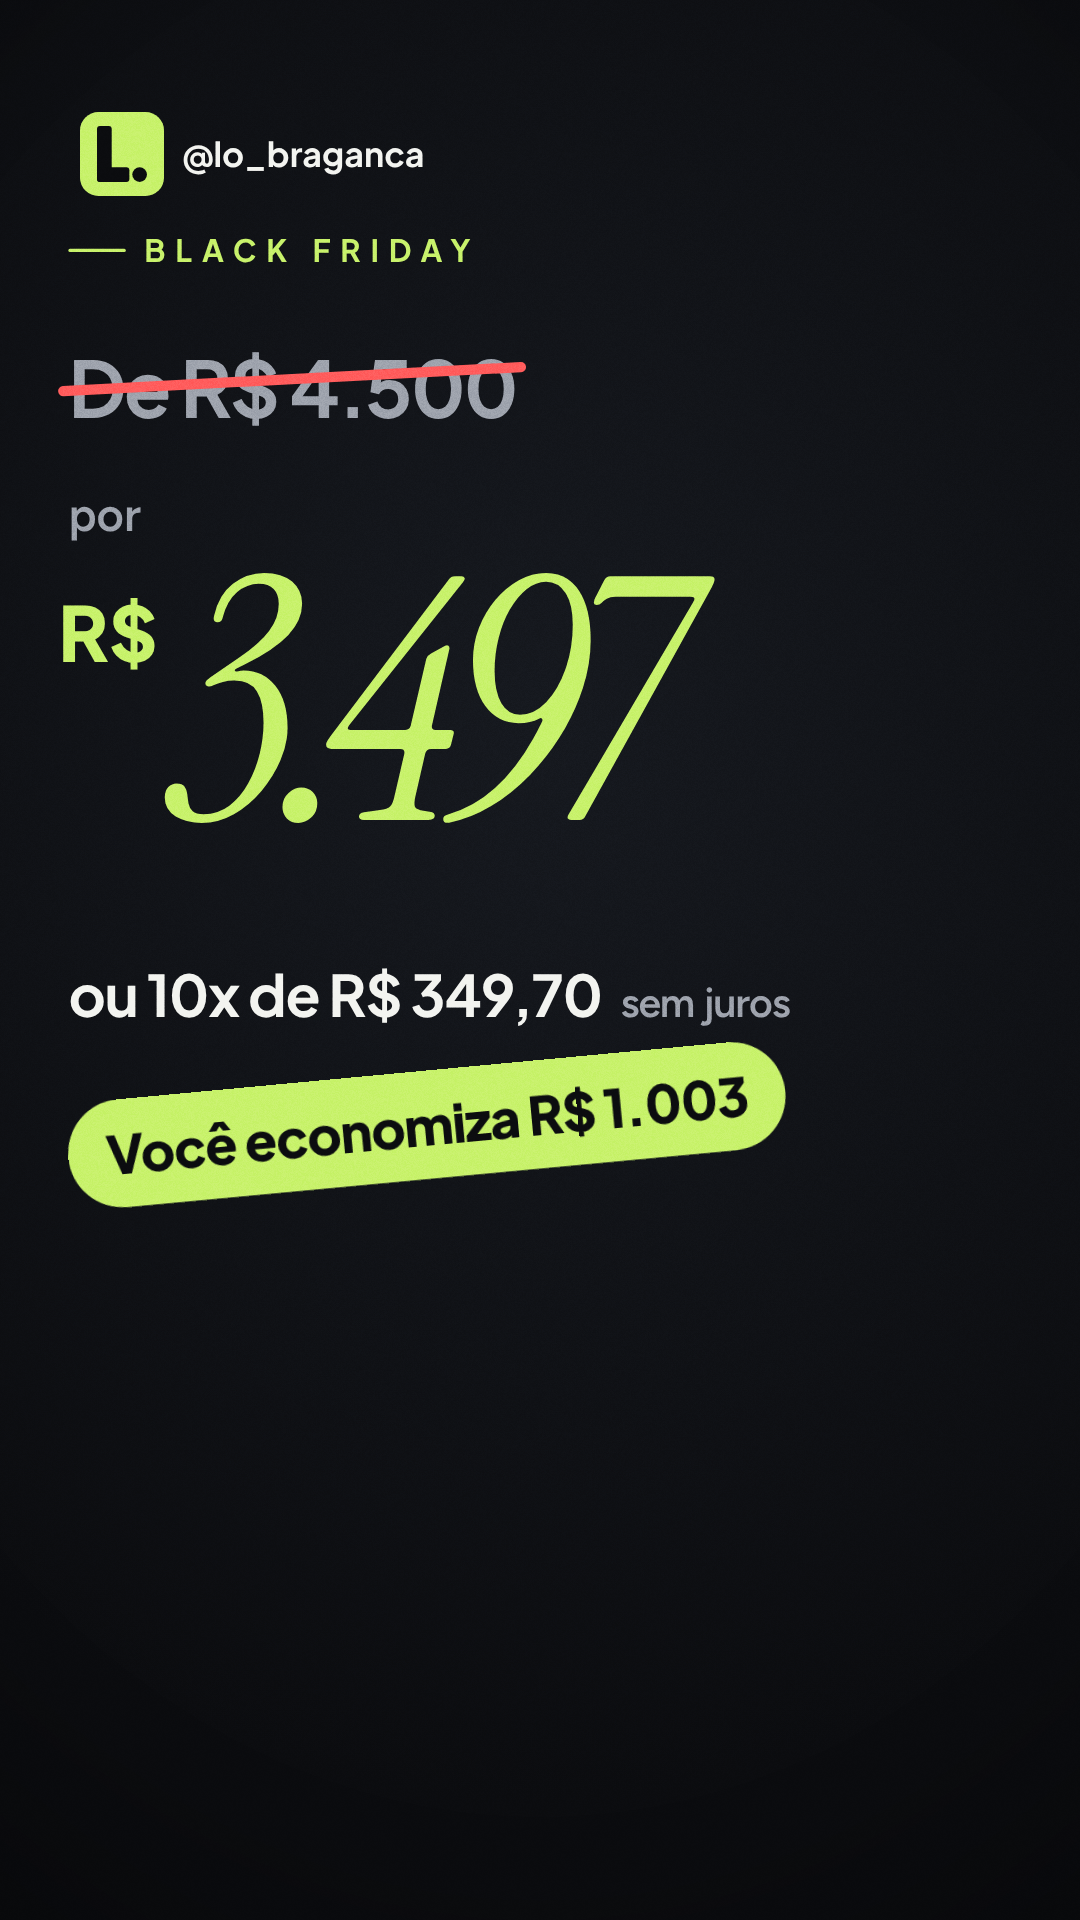 L.
@lo_braganca
BLACK FRIDAY
De R$ 4.500
por
R$ 3.497
ou 10x de R$ 349,70 sem juros
Você economiza R$ 1.003